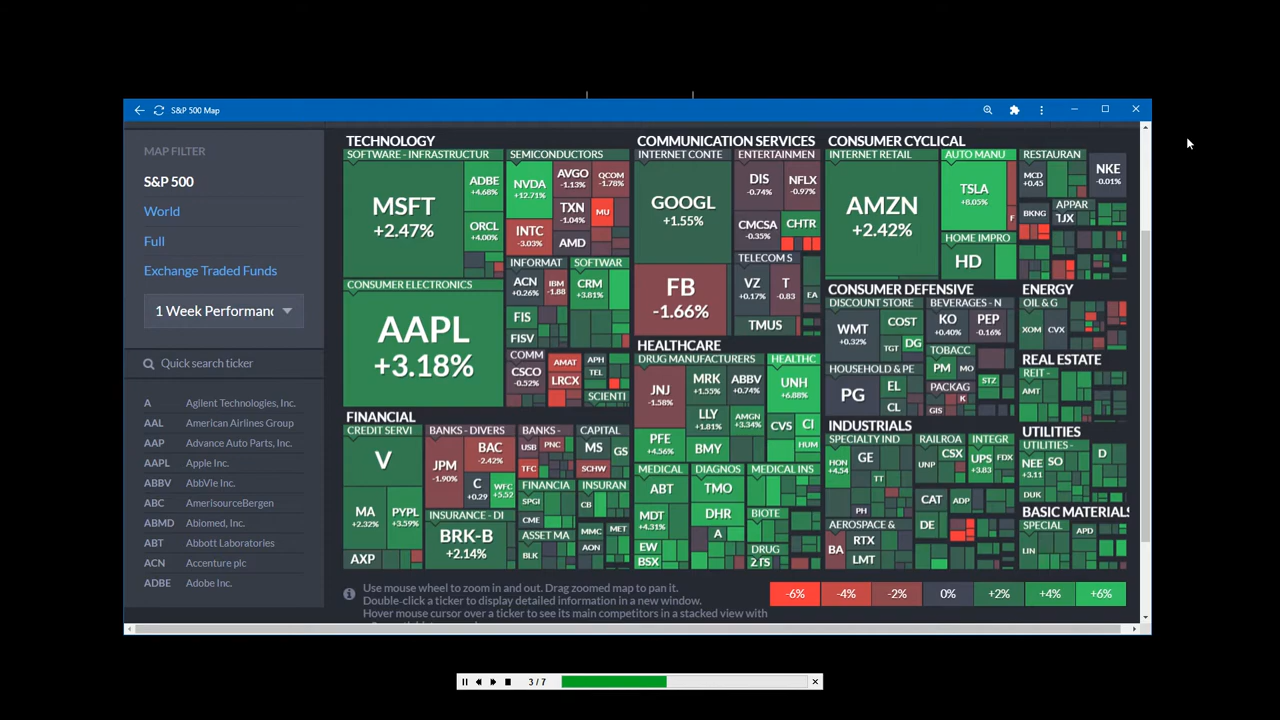 S&P 500 Map
MAP FILTER
S&P 500
World
Full
Exchange Traded Funds
1 Week Performanc
Quick search ticker
A Agilent Technologies, Inc.
AAL American Airlines Group
AAP Advance Auto Parts, Inc.
AAPL Apple Inc.
ABBV AbbVie Inc.
ABC AmerisourceBergen
ABMD Abiomed, Inc.
ABT Abbott Laboratories
ACN Accenture plc
ADBE Adobe Inc.
TECHNOLOGY
SOFTWARE - INFRASTRUCTUR
MSFT
+2.47%
ADBE
+4.68%
ORCL
+4.00%
SEMICONDUCTORS
NVDA
+12.71%
AVGO
-1.13%
QCOM
-1.78%
TXN
-1.04%
MU
INTC
-3.03%
AMD
CONSUMER ELECTRONICS
AAPL
+3.18%
INFORMAT
ACN
+0.26%
IBM
-1.88
FIS
FISV
SOFTWAR
CRM
+3.81%
COMM
CSCO
-0.52%
AMAT
LRCX
APH
TEL
SCIENTI
COMMUNICATION SERVICES
INTERNET CONTE
GOOGL
+1.55%
FB
-1.66%
ENTERTAINMEN
DIS
-0.74%
NFLX
-0.97%
CMCSA
-0.35%
CHTR
TELECOM S
VZ
+0.17%
T
-0.83
EA
TMUS
CONSUMER CYCLICAL
INTERNET RETAIL
AMZN
+2.42%
AUTO MANU
TSLA
+8.05%
F
HOME IMPRO
HD
RESTAURAN
MCD
+0.45
NKE
-0.01%
BKNG
APPAR
TJX
FINANCIAL
CREDIT SERVI
V
MA
+2.32%
PYPL
+3.59%
AXP
BANKS - DIVERS
JPM
-1.90%
BAC
-2.42%
C
+0.29
WFC
+5.52
BANKS -
USB
PNC
TFC
CAPITAL
MS
GS
SCHW
INSURANCE - DI
BRK-B
+2.14%
FINANCIA
SPGI
CME
INSURAN
CB
MMC
MET
AON
ASSET MA
BLK
HEALTHCARE
DRUG MANUFACTURERS
JNJ
-1.58%
MRK
+1.55%
ABBV
+0.74%
LLY
+1.81%
AMGN
+3.34%
PFE
+4.56%
BMY
HEALTHC
UNH
+6.88%
CVS
CI
HUM
MEDICAL
ABT
MDT
+4.31%
EW
BSX
DIAGNOS
TMO
DHR
A
MEDICAL INS
BIOTE
DRUG
CONSUMER DEFENSIVE
DISCOUNT STORE
WMT
+0.32%
COST
TGT
DG
BEVERAGES - N
KO
+0.40%
PEP
-0.16%
HOUSEHOLD & PE
PG
EL
CL
TOBACC
PM
MO
STZ
PACKAG
K
GIS
ENERGY
OIL & G
XOM
CVX
REAL ESTATE
REIT -
AMT
INDUSTRIALS
SPECIALTY IND
HON
+4.54
GE
TT
PH
RAILROA
UNP
CSX
INTEGR
UPS
+3.83
FDX
CAT
ADP
DE
AEROSPACE &
BA
RTX
LMT
UTILITIES
UTILITIES -
NEE
+3.11
SO
D
DUK
BASIC MATERIALS
SPECIAL
APD
LIN
Use mouse wheel to zoom in and out. Drag zoomed map to pan it.
Double-click a ticker to display detailed information in a new window.
Hover mouse cursor over a ticker to see its main competitors in a stacked view with
-6% -4% -2% 0% +2% +4% +6%
3 / 7